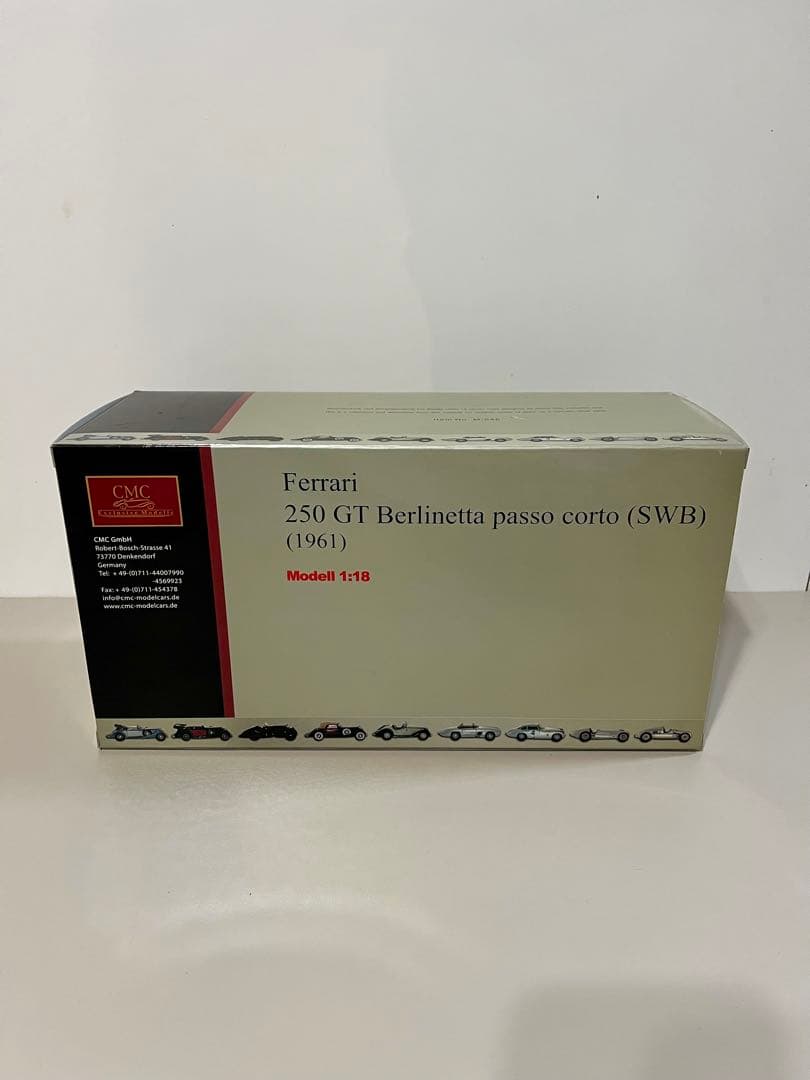 CMC
Exclusive Modelle
CMC GmbH
Robert-Bosch-Strasse 41
73770 Denkendorf
Germany
Tel: + 49-(0)711-44007990
-4569923
Fax: + 49-(0)711-454378
info@cmc-modelcars.de
www.cmc-modelcars.de
Ferrari
250 GT Berlinetta passo corto (SWB)
(1961)
Modell 1:18
4